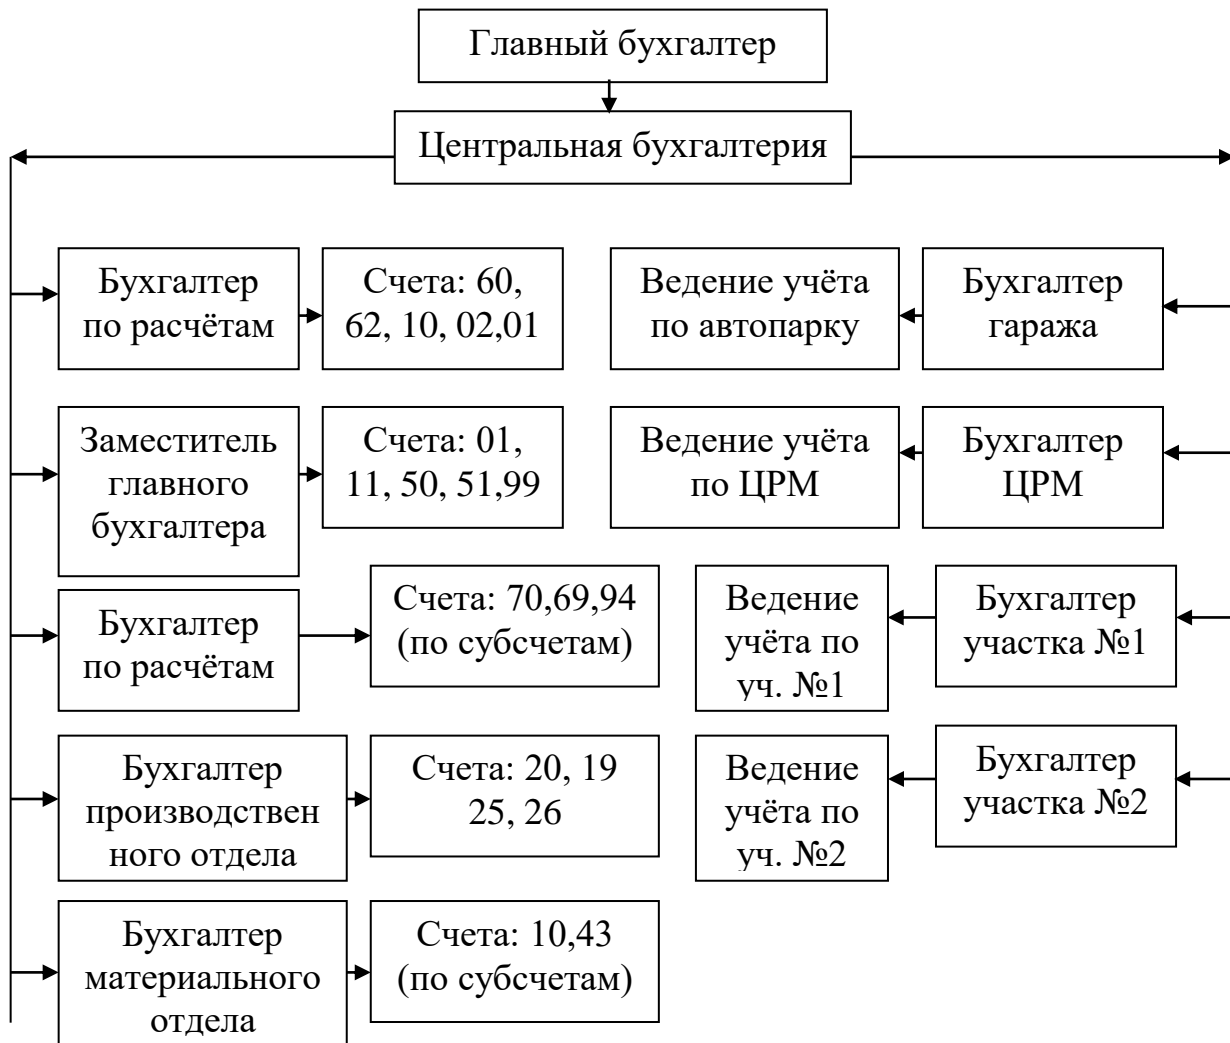 Главный бухгалтер
Центральная бухгалтерия
Бухгалтер
по расчётам
Счета: 60,
62, 10, 02,01
Ведение учёта
по автопарку
Бухгалтер
гаража
Заместитель
главного
бухгалтера
Счета: 01,
11, 50, 51,99
Ведение учёта
по ЦРМ
Бухгалтер
ЦРМ
Бухгалтер
по расчётам
Счета: 70,69,94
(по субсчетам)
Ведение
учёта по
уч. №1
Бухгалтер
участка №1
Бухгалтер
производствен
ного отдела
Счета: 20, 19
25, 26
Ведение
учёта по
уч. №2
Бухгалтер
участка №2
Бухгалтер
материального
отдела
Счета: 10,43
(по субсчетам)